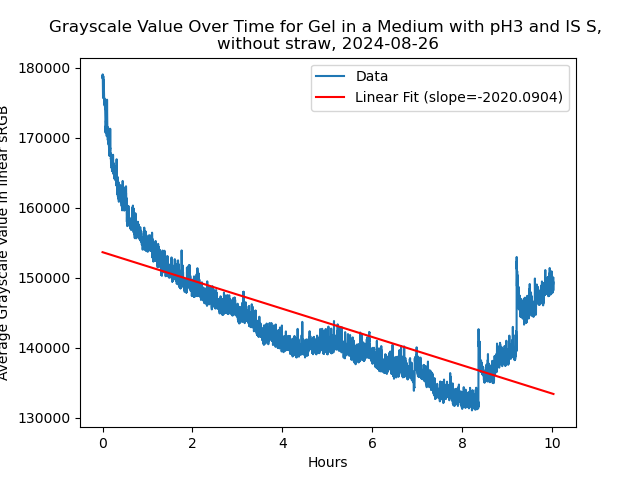 Grayscale Value Over Time for Gel in a Medium with pH3 and IS S,
without straw, 2024-08-26
180000
170000
160000
150000
140000
130000
Average Grayscale Value in linear sRGB
Data
Linear Fit (slope=-2020.0904)
0 2 4 6 8 10
Hours